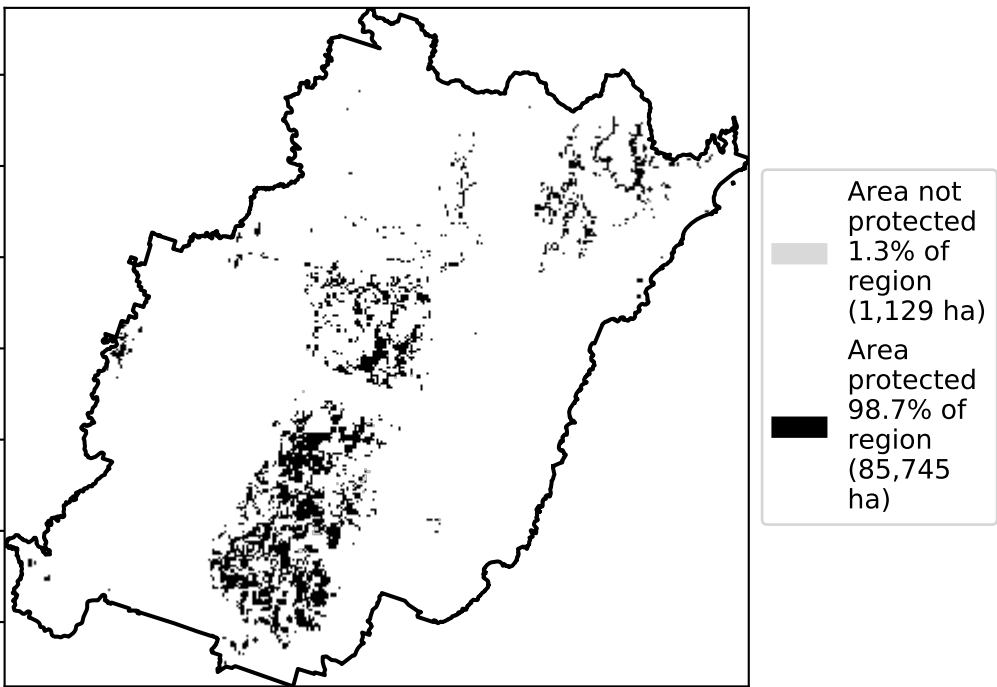 Area not
protected
1.3% of
region
(1,129 ha)
Area
protected
98.7% of
region
(85,745
ha)